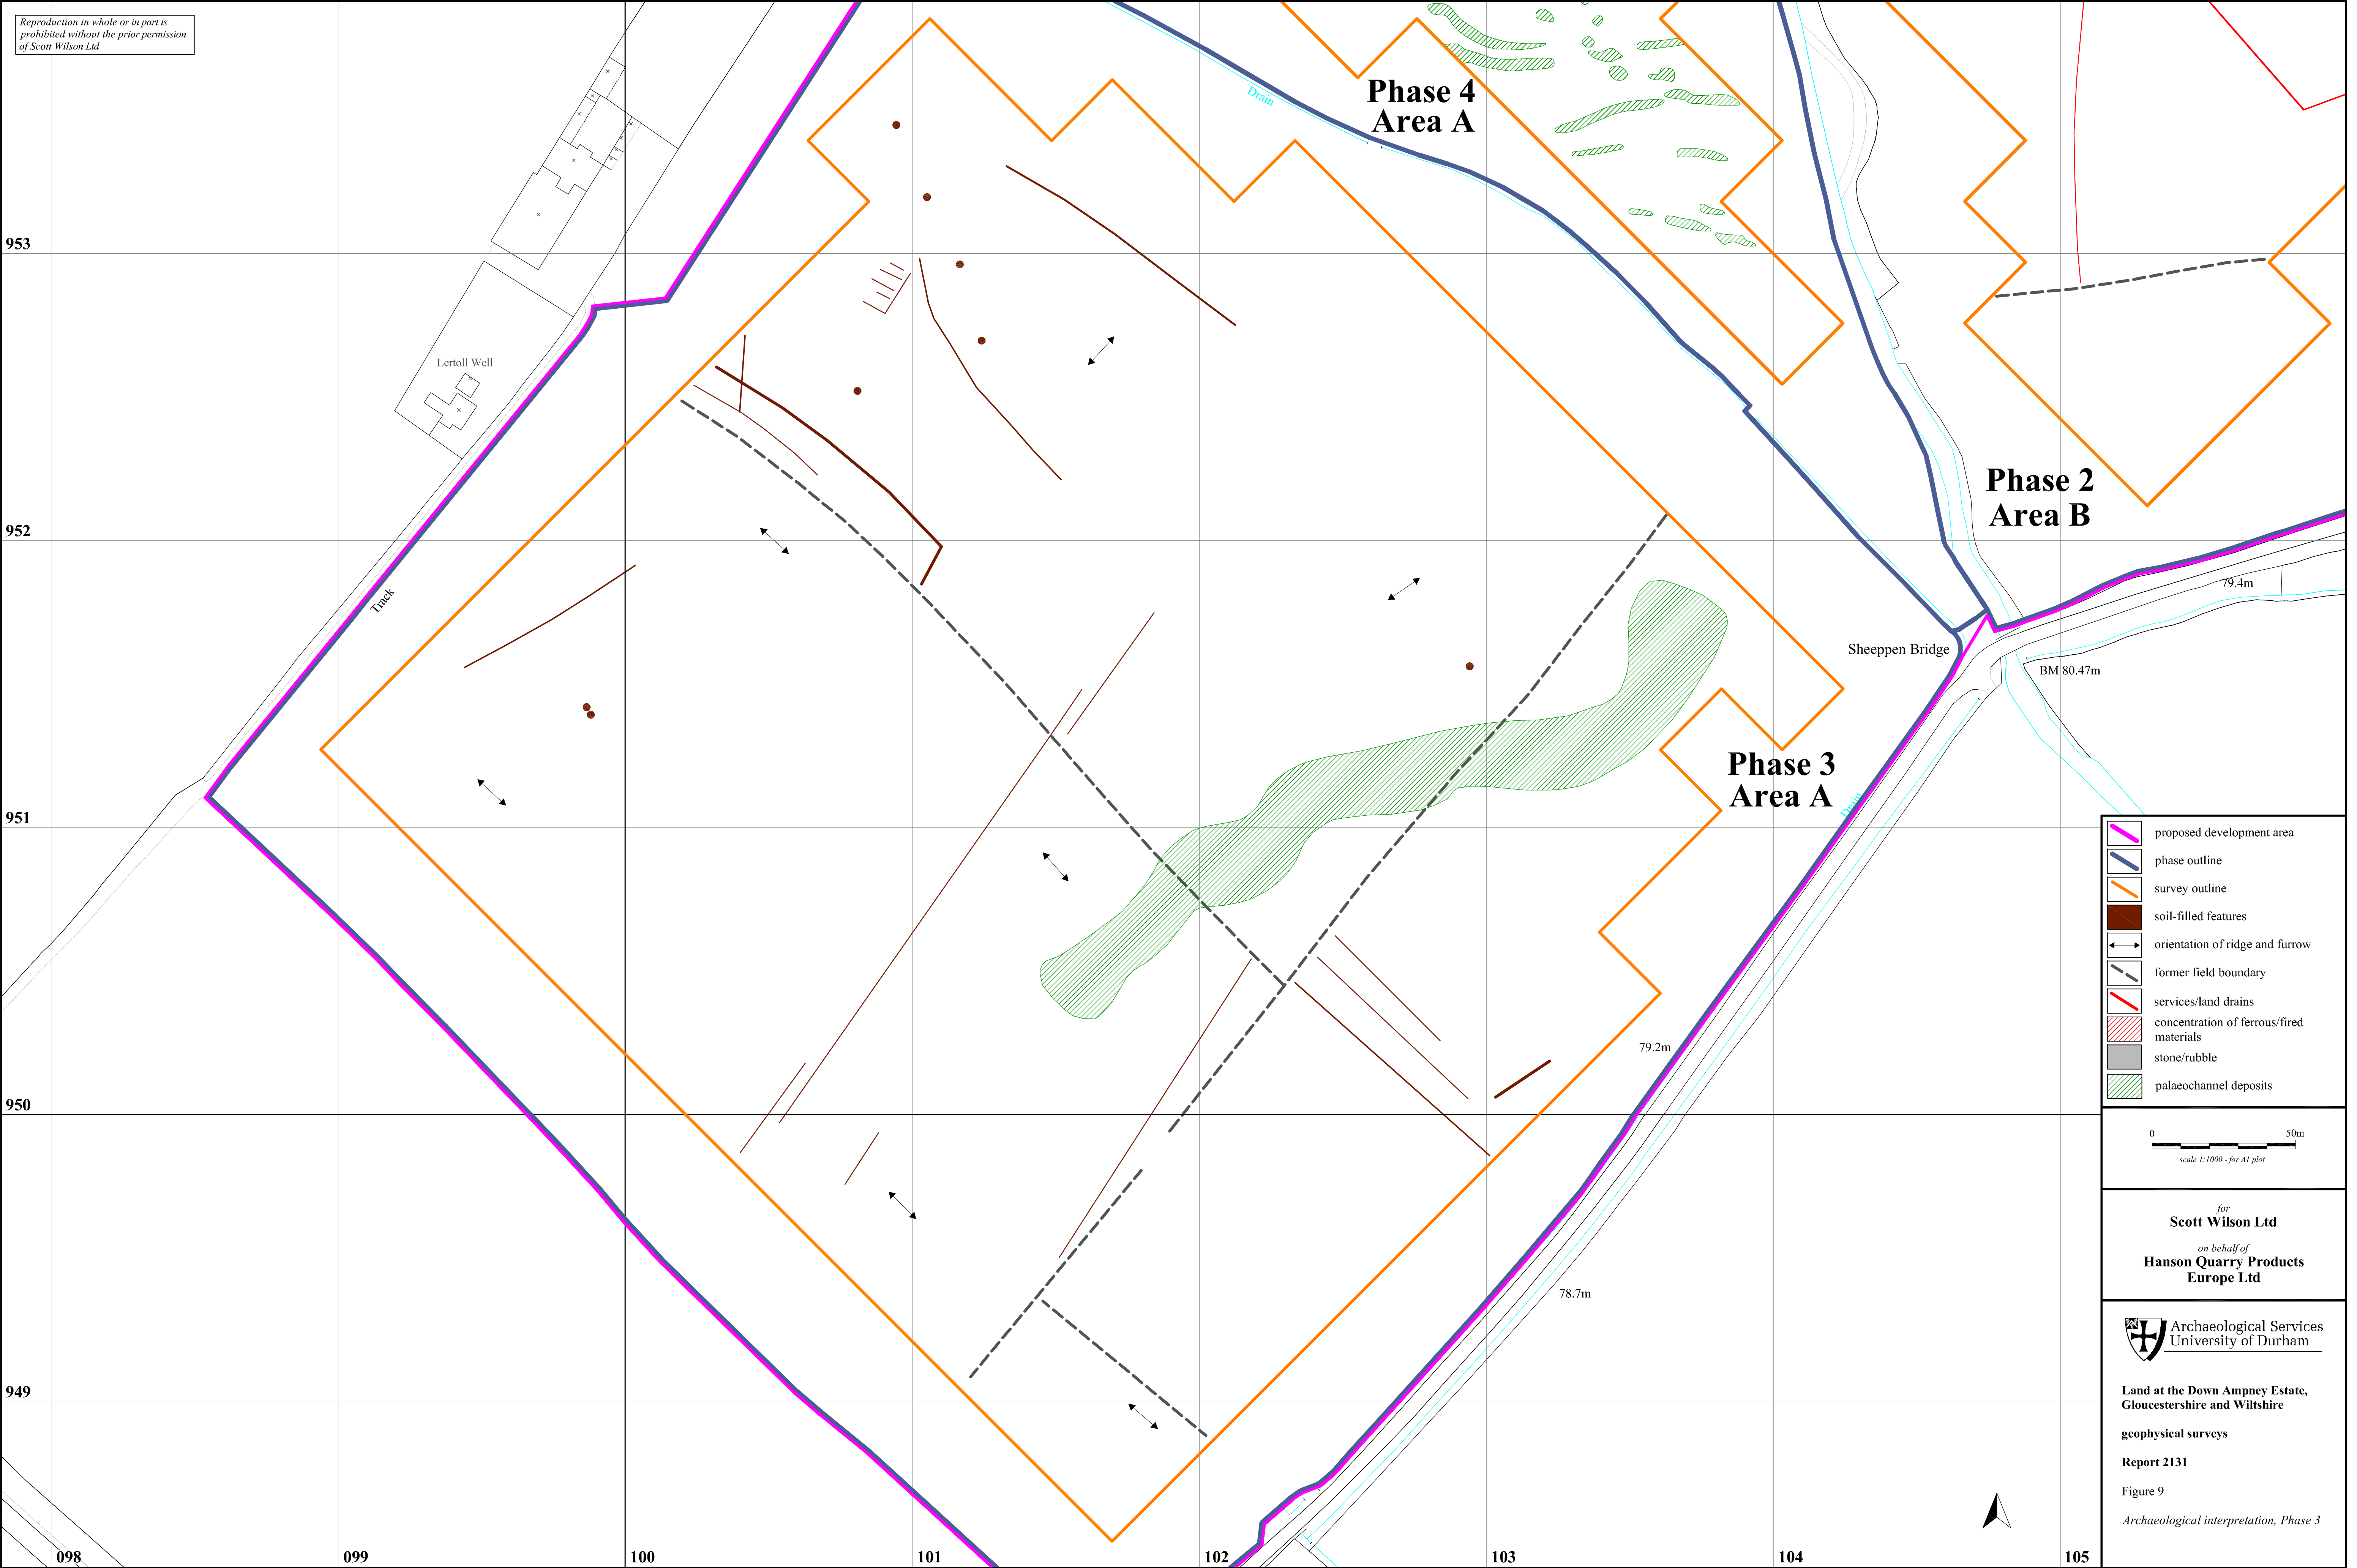 Reproduction in whole or in part is
prohibited without the prior permission
of Scott Wilson Ltd
Drain
Phase 4
Area A
953
Lertoll Well
Phase 2
Area B
952
79.4m
Track
Sheeppen Bridge
BM 80.47m
Phase 3
Area A
Drain
951
proposed development area
phase outline
survey outline
soil-filled features
orientation of ridge and furrow
former field boundary
services/land drains
concentration of ferrous/fired
materials
stone/rubble
palaeochannel deposits
79.2m
950
0 50m
scale 1:1000 - for A1 plot
for
Scott Wilson Ltd
on behalf of
Hanson Quarry Products
Europe Ltd
78.7m
Archaeological Services
University of Durham
949
Land at the Down Ampney Estate,
Gloucestershire and Wiltshire
geophysical surveys
Report 2131
Figure 9
Archaeological interpretation, Phase 3
098 099 100 101 102 103 104 105